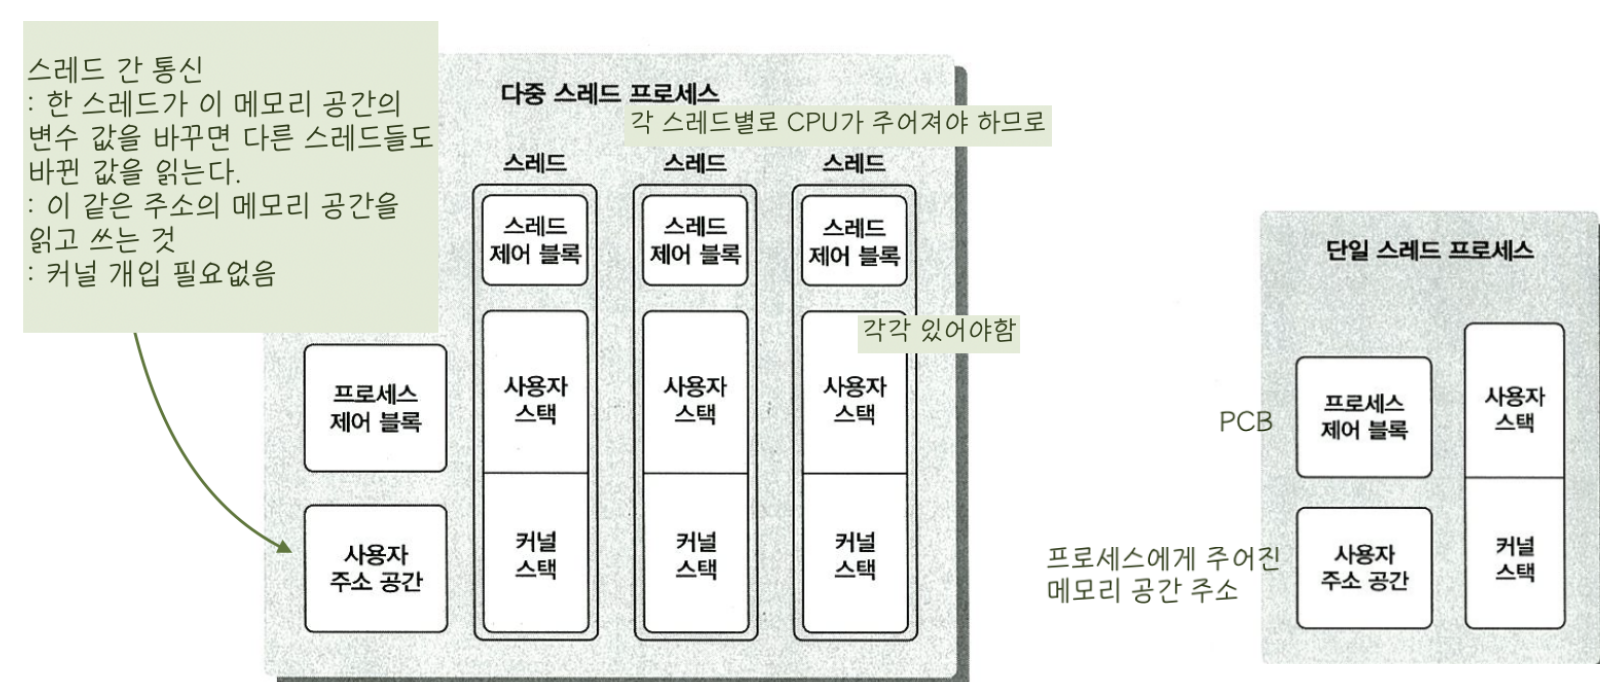 스레드 간 통신
: 한 스레드가 이 메모리 공간의
변수 값을 바꾸면 다른 스레드들도
바뀐 값을 읽는다.
: 이 같은 주소의 메모리 공간을
읽고 쓰는 것
: 커널 개입 필요없음
다중 스레드 프로세스
각 스레드별로 CPU가 주어져야 하므로
스레드
스레드
스레드
스레드
제어 블록
스레드
제어 블록
스레드
제어 블록
각각 있어야함
프로세스
제어 블록
사용자
스택
사용자
스택
사용자
스택
사용자
주소 공간
커널
스택
커널
스택
커널
스택
단일 스레드 프로세스
PCB
프로세스
제어 블록
사용자
스택
프로세스에게 주어진
메모리 공간 주소
사용자
주소 공간
커널
스택